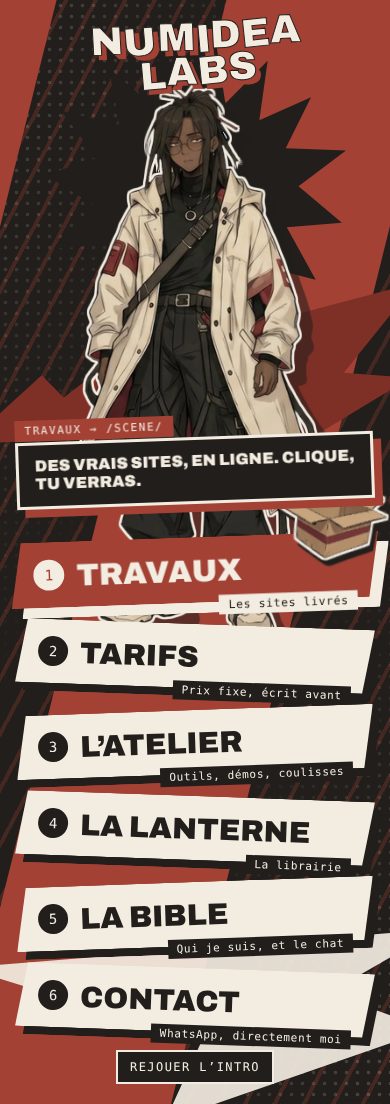 NUMIDEA
LABS
TRAVAUX → /SCENE/
DES VRAIS SITES, EN LIGNE. CLIQUE,
TU VERRAS.
1 TRAVAUX
Les sites livrés
2 TARIFS
Prix fixe, écrit avant
3 L’ATELIER
Outils, démos, coulisses
4 LA LANTERNE
La librairie
5 LA BIBLE
Qui je suis, et le chat
6 CONTACT
WhatsApp, directement moi
REJOUER L’INTRO